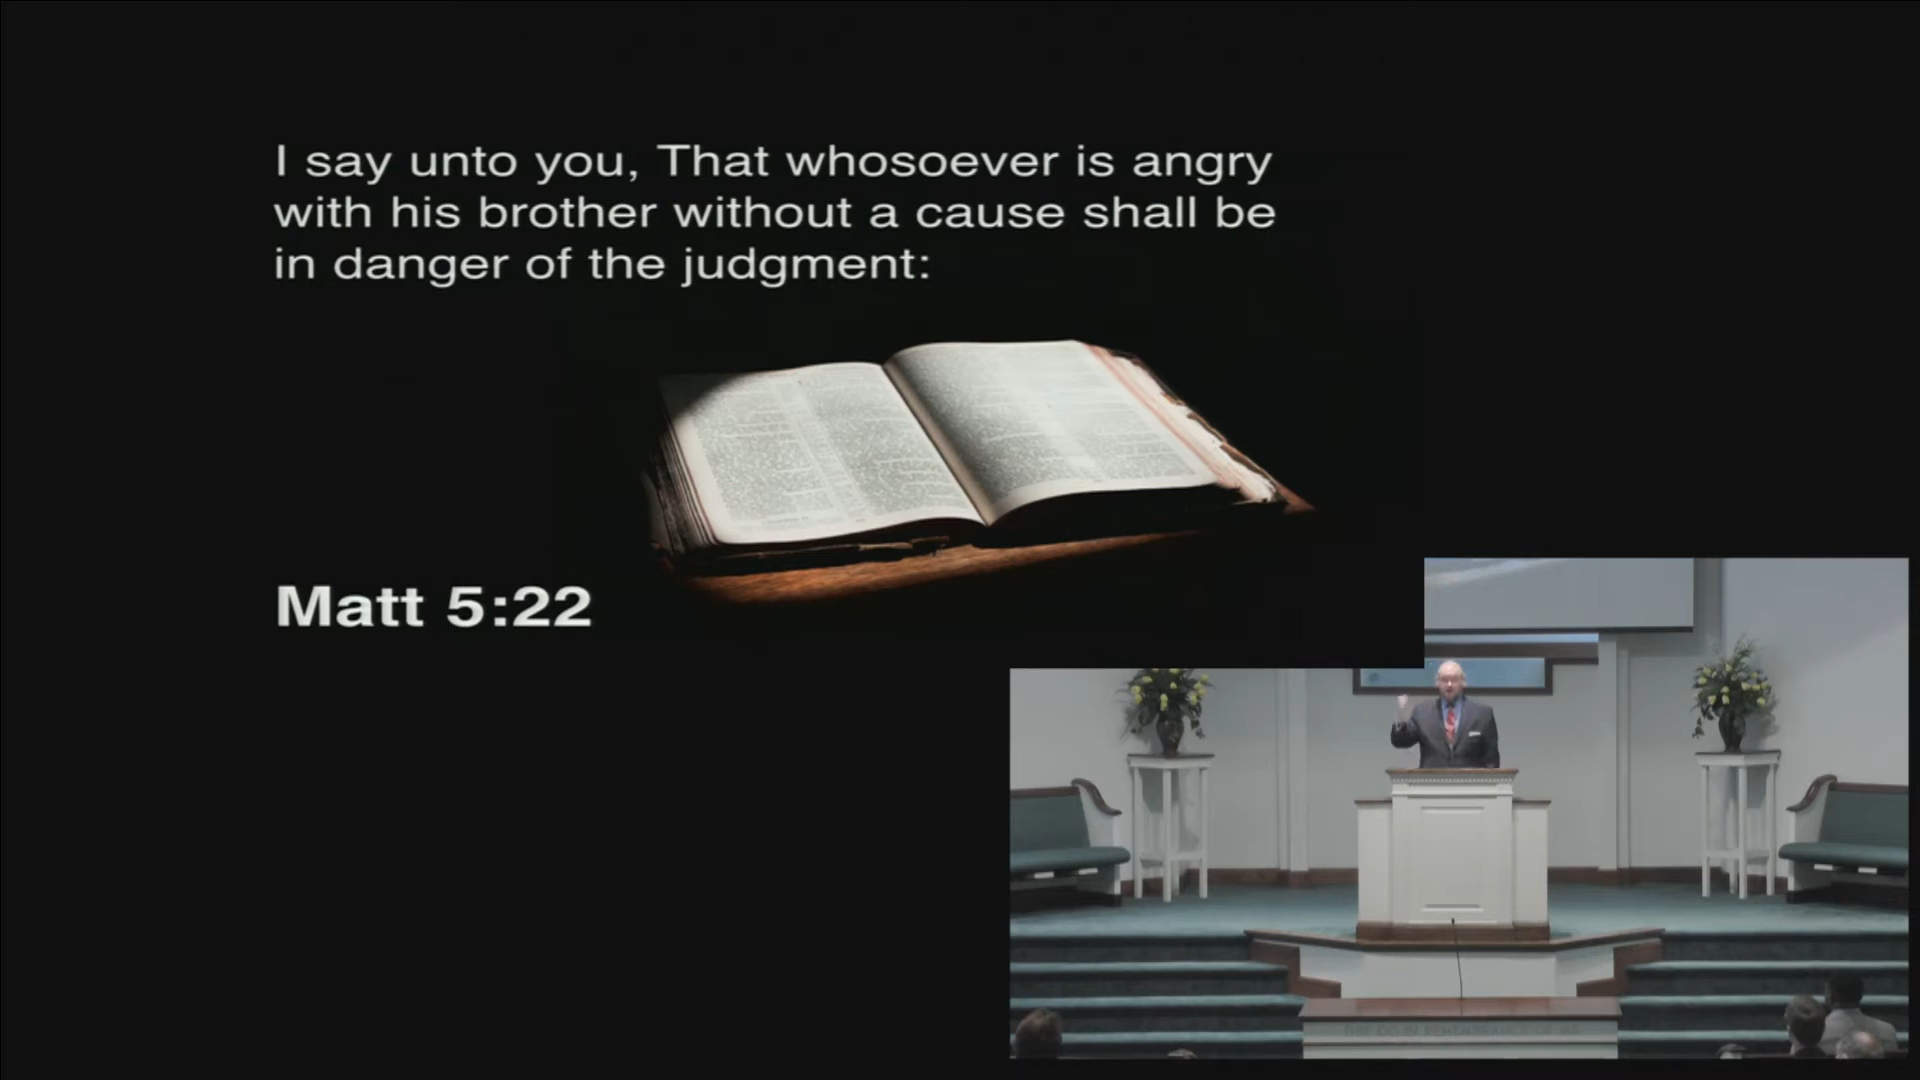 I say unto you, That whosoever is angry
with his brother without a cause shall be
in danger of the judgment:
Matt 5:22